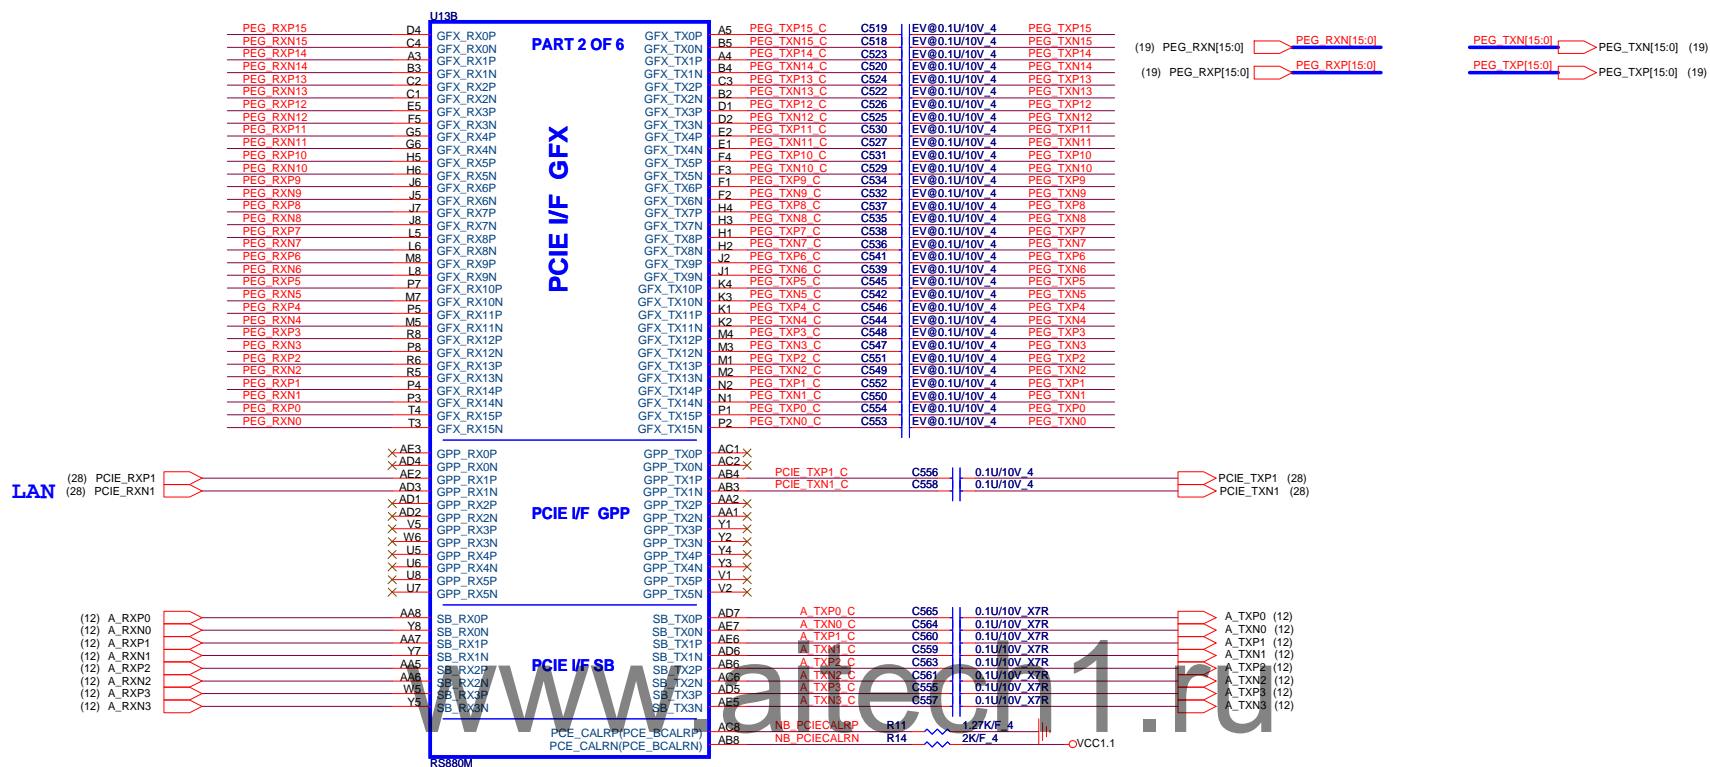 U13B
PART 2 OF 6
PCIE I/F GFX
PEG_RXP15 D4 GFX_RX0P GFX_TX0P A5 PEG_TXP15_C C519 EV@0.1U/10V_4 PEG_TXP15
PEG_RXN15 C4 GFX_RX0N GFX_TX0N B5 PEG_TXN15_C C518 EV@0.1U/10V_4 PEG_TXN15
PEG_RXP14 A3 GFX_RX1P GFX_TX1P A4 PEG_TXP14_C C523 EV@0.1U/10V_4 PEG_TXP14
PEG_RXN14 B3 GFX_RX1N GFX_TX1N B4 PEG_TXN14_C C520 EV@0.1U/10V_4 PEG_TXN14
PEG_RXP13 C2 GFX_RX2P GFX_TX2P C3 PEG_TXP13_C C524 EV@0.1U/10V_4 PEG_TXP13
PEG_RXN13 C1 GFX_RX2N GFX_TX2N B2 PEG_TXN13_C C522 EV@0.1U/10V_4 PEG_TXN13
PEG_RXP12 E5 GFX_RX3P GFX_TX3P D1 PEG_TXP12_C C526 EV@0.1U/10V_4 PEG_TXP12
PEG_RXN12 F5 GFX_RX3N GFX_TX3N D2 PEG_TXN12_C C525 EV@0.1U/10V_4 PEG_TXN12
PEG_RXP11 G5 GFX_RX4P GFX_TX4P E2 PEG_TXP11_C C530 EV@0.1U/10V_4 PEG_TXP11
PEG_RXN11 G6 GFX_RX4N GFX_TX4N E1 PEG_TXN11_C C527 EV@0.1U/10V_4 PEG_TXN11
PEG_RXP10 H5 GFX_RX5P GFX_TX5P F4 PEG_TXP10_C C531 EV@0.1U/10V_4 PEG_TXP10
PEG_RXN10 H6 GFX_RX5N GFX_TX5N F3 PEG_TXN10_C C529 EV@0.1U/10V_4 PEG_TXN10
PEG_RXP9 J6 GFX_RX6P GFX_TX6P F1 PEG_TXP9_C C534 EV@0.1U/10V_4 PEG_TXP9
PEG_RXN9 J5 GFX_RX6N GFX_TX6N F2 PEG_TXN9_C C532 EV@0.1U/10V_4 PEG_TXN9
PEG_RXP8 J7 GFX_RX7P GFX_TX7P H4 PEG_TXP8_C C537 EV@0.1U/10V_4 PEG_TXP8
PEG_RXN8 J8 GFX_RX7N GFX_TX7N H3 PEG_TXN8_C C535 EV@0.1U/10V_4 PEG_TXN8
PEG_RXP7 L5 GFX_RX8P GFX_TX8P H1 PEG_TXP7_C C538 EV@0.1U/10V_4 PEG_TXP7
PEG_RXN7 L6 GFX_RX8N GFX_TX8N H2 PEG_TXN7_C C536 EV@0.1U/10V_4 PEG_TXN7
PEG_RXP6 M8 GFX_RX9P GFX_TX9P J2 PEG_TXP6_C C541 EV@0.1U/10V_4 PEG_TXP6
PEG_RXN6 L8 GFX_RX9N GFX_TX9N J1 PEG_TXN6_C C539 EV@0.1U/10V_4 PEG_TXN6
PEG_RXP5 P7 GFX_RX10P GFX_TX10P K4 PEG_TXP5_C C545 EV@0.1U/10V_4 PEG_TXP5
PEG_RXN5 M7 GFX_RX10N GFX_TX10N K3 PEG_TXN5_C C542 EV@0.1U/10V_4 PEG_TXN5
PEG_RXP4 P5 GFX_RX11P GFX_TX11P K1 PEG_TXP4_C C546 EV@0.1U/10V_4 PEG_TXP4
PEG_RXN4 M5 GFX_RX11N GFX_TX11N K2 PEG_TXN4_C C544 EV@0.1U/10V_4 PEG_TXN4
PEG_RXP3 R8 GFX_RX12P GFX_TX12P M4 PEG_TXP3_C C548 EV@0.1U/10V_4 PEG_TXP3
PEG_RXN3 P8 GFX_RX12N GFX_TX12N M3 PEG_TXN3_C C547 EV@0.1U/10V_4 PEG_TXN3
PEG_RXP2 R6 GFX_RX13P GFX_TX13P M1 PEG_TXP2_C C551 EV@0.1U/10V_4 PEG_TXP2
PEG_RXN2 R5 GFX_RX13N GFX_TX13N M2 PEG_TXN2_C C549 EV@0.1U/10V_4 PEG_TXN2
PEG_RXP1 P4 GFX_RX14P GFX_TX14P N2 PEG_TXP1_C C552 EV@0.1U/10V_4 PEG_TXP1
PEG_RXN1 P3 GFX_RX14N GFX_TX14N N1 PEG_TXN1_C C550 EV@0.1U/10V_4 PEG_TXN1
PEG_RXP0 T4 GFX_RX15P GFX_TX15P P1 PEG_TXP0_C C554 EV@0.1U/10V_4 PEG_TXP0
PEG_RXN0 T3 GFX_RX15N GFX_TX15N P2 PEG_TXN0_C C553 EV@0.1U/10V_4 PEG_TXN0
(19) PEG_RXN[15:0] PEG_RXN[15:0] PEG_TXN[15:0] PEG_TXN[15:0] (19)
(19) PEG_RXP[15:0] PEG_RXP[15:0] PEG_TXP[15:0] PEG_TXP[15:0] (19)
AE3 GPP_RX0P GPP_TX0P AC1
AD4 GPP_RX0N GPP_TX0N AC2
(28) PCIE_RXP1 AE2 GPP_RX1P GPP_TX1P AB4 PCIE_TXP1_C C556 0.1U/10V_4 PCIE_TXP1 (28)
LAN (28) PCIE_RXN1 AD3 GPP_RX1N GPP_TX1N AB3 PCIE_TXN1_C C558 0.1U/10V_4 PCIE_TXN1 (28)
AD1 GPP_RX2P GPP_TX2P AA2
AD2 GPP_RX2N PCIE I/F GPP GPP_TX2N AA1
V5 GPP_RX3P GPP_TX3P Y1
W6 GPP_RX3N GPP_TX3N Y2
U5 GPP_RX4P GPP_TX4P Y4
U6 GPP_RX4N GPP_TX4N Y3
U8 GPP_RX5P GPP_TX5P V1
U7 GPP_RX5N GPP_TX5N V2
(12) A_RXP0 AA8 SB_RX0P SB_TX0P AD7 A_TXP0_C C565 0.1U/10V_X7R A_TXP0 (12)
(12) A_RXN0 Y8 SB_RX0N SB_TX0N AE7 A_TXN0_C C564 0.1U/10V_X7R A_TXN0 (12)
(12) A_RXP1 AA7 SB_RX1P SB_TX1P AE6 A_TXP1_C C560 0.1U/10V_X7R A_TXP1 (12)
(12) A_RXN1 Y7 SB_RX1N SB_TX1N AD6 A_TXN1_C C559 0.1U/10V_X7R A_TXN1 (12)
(12) A_RXP2 AA5 SB_RX2P PCIE I/F SB SB_TX2P AB6 A_TXP2_C C563 0.1U/10V_X7R A_TXP2 (12)
(12) A_RXN2 AA6 SB_RX2N SB_TX2N AC6 A_TXN2_C C561 0.1U/10V_X7R A_TXN2 (12)
(12) A_RXP3 W5 SB_RX3P SB_TX3P AD5 A_TXP3_C C555 0.1U/10V_X7R A_TXP3 (12)
(12) A_RXN3 Y5 SB_RX3N SB_TX3N AE5 A_TXN3_C C557 0.1U/10V_X7R A_TXN3 (12)
www.aitech1.ru
PCE_CALRP(PCE_BCALRP) AC8 NB_PCIECALRP R11 1.27K/F_4
PCE_CALRN(PCE_BCALRN) AB8 NB_PCIECALRN R14 2K/F_4 VCC1.1
RS880M